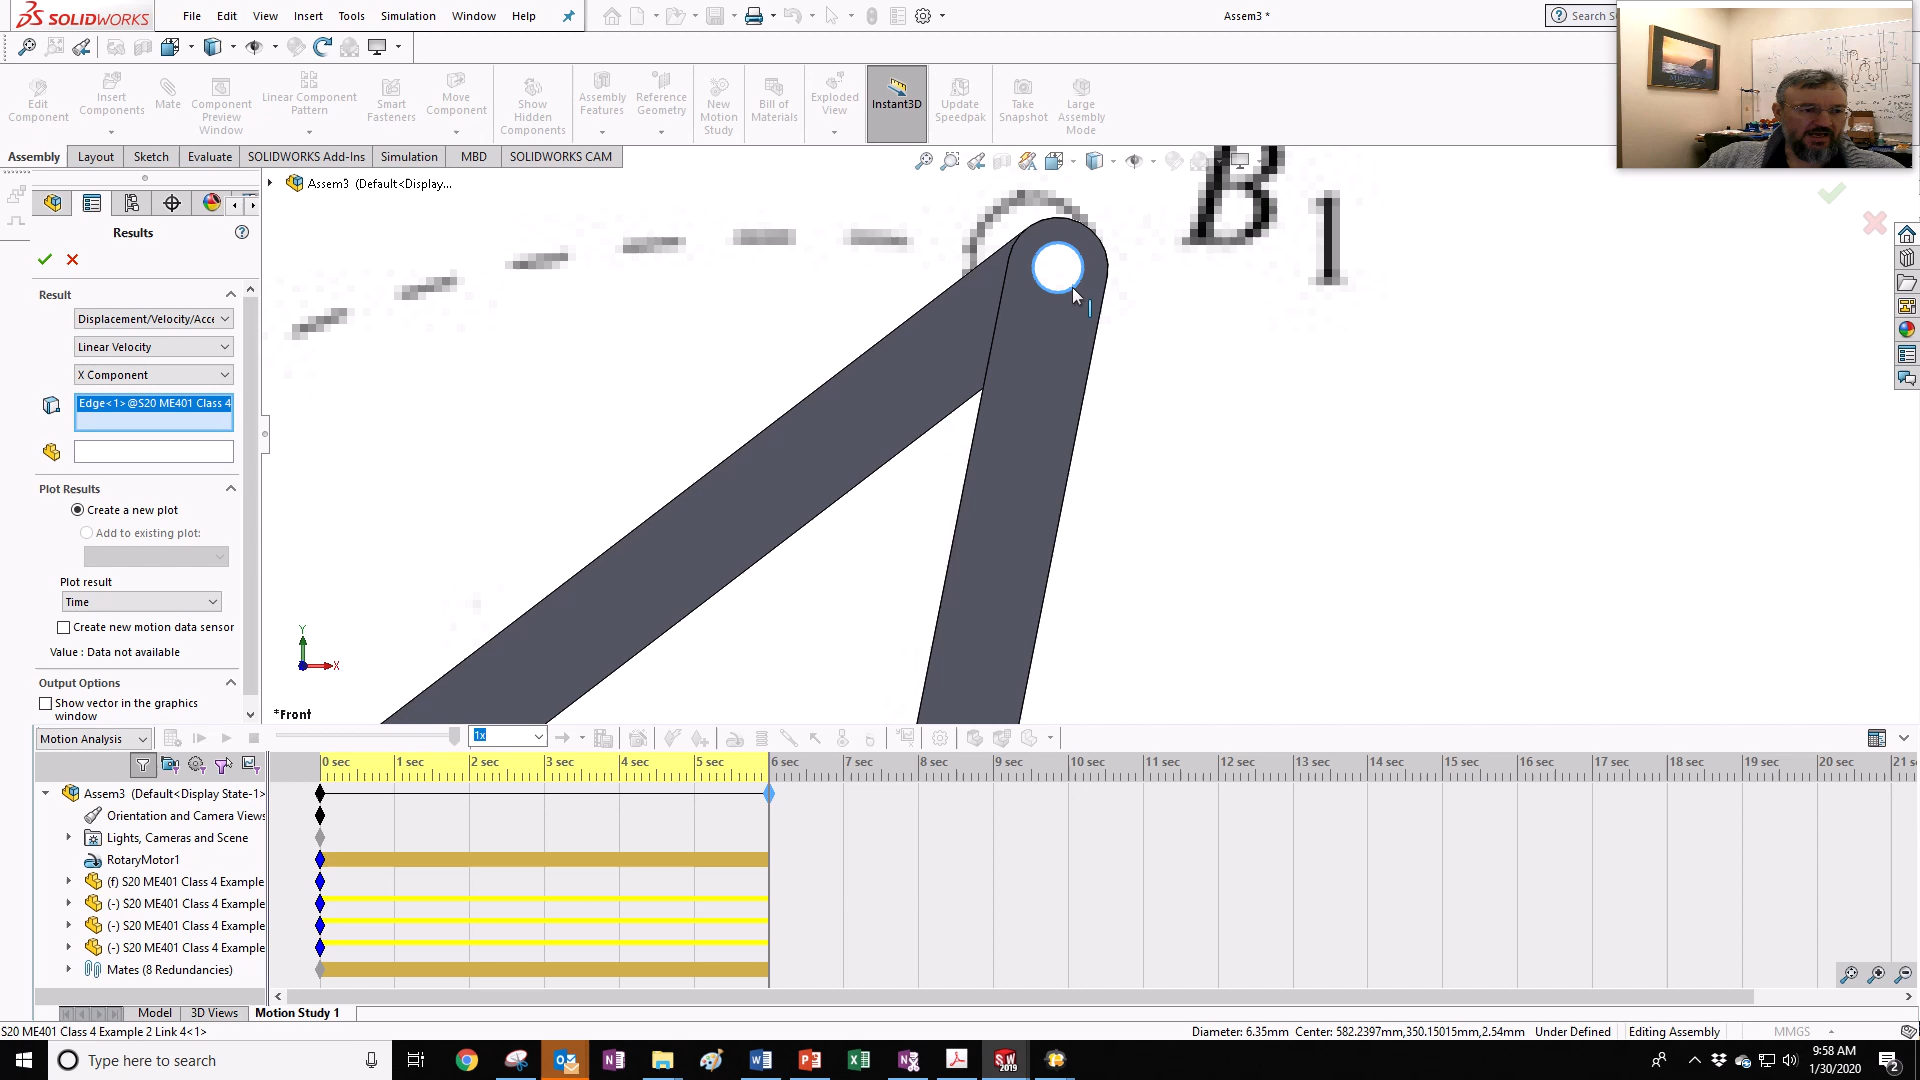 SOLIDWORKS
File Edit View Insert Tools Simulation Window Help
Assem3 *
Search S
Edit Component
Insert Components
Mate
Component Preview Window
Linear Component Pattern
Smart Fasteners
Move Component
Show Hidden Components
Assembly Features
Reference Geometry
New Motion Study
Bill of Materials
Exploded View
Instant3D
Update Speedpak
Take Snapshot
Large Assembly Mode
Assembly Layout Sketch Evaluate SOLIDWORKS Add-Ins Simulation MBD SOLIDWORKS CAM
Assem3 (Default<Display...
B1
Results
Result
Displacement/Velocity/Acce
Linear Velocity
X Component
Edge<1>@S20 ME401 Class 4
Plot Results
Create a new plot
Add to existing plot:
Plot result
Time
Create new motion data sensor
Value : Data not available
Output Options
Show vector in the graphics
window
Y
X
*Front
Motion Analysis
1x
0 sec 1 sec 2 sec 3 sec 4 sec 5 sec 6 sec 7 sec 8 sec 9 sec 10 sec 11 sec 12 sec 13 sec 14 sec 15 sec 16 sec 17 sec 18 sec 19 sec 20 sec 21 s
Assem3 (Default<Display State-1>
Orientation and Camera Views
Lights, Cameras and Scene
RotaryMotor1
(f) S20 ME401 Class 4 Example
(-) S20 ME401 Class 4 Example
(-) S20 ME401 Class 4 Example
(-) S20 ME401 Class 4 Example
Mates (8 Redundancies)
Model 3D Views Motion Study 1
S20 ME401 Class 4 Example 2 Link 4<1>
Diameter: 6.35mm Center: 582.2397mm,350.15015mm,2.54mm Under Defined Editing Assembly MMGS
Type here to search
SW 2019
9:58 AM
1/30/2020
2